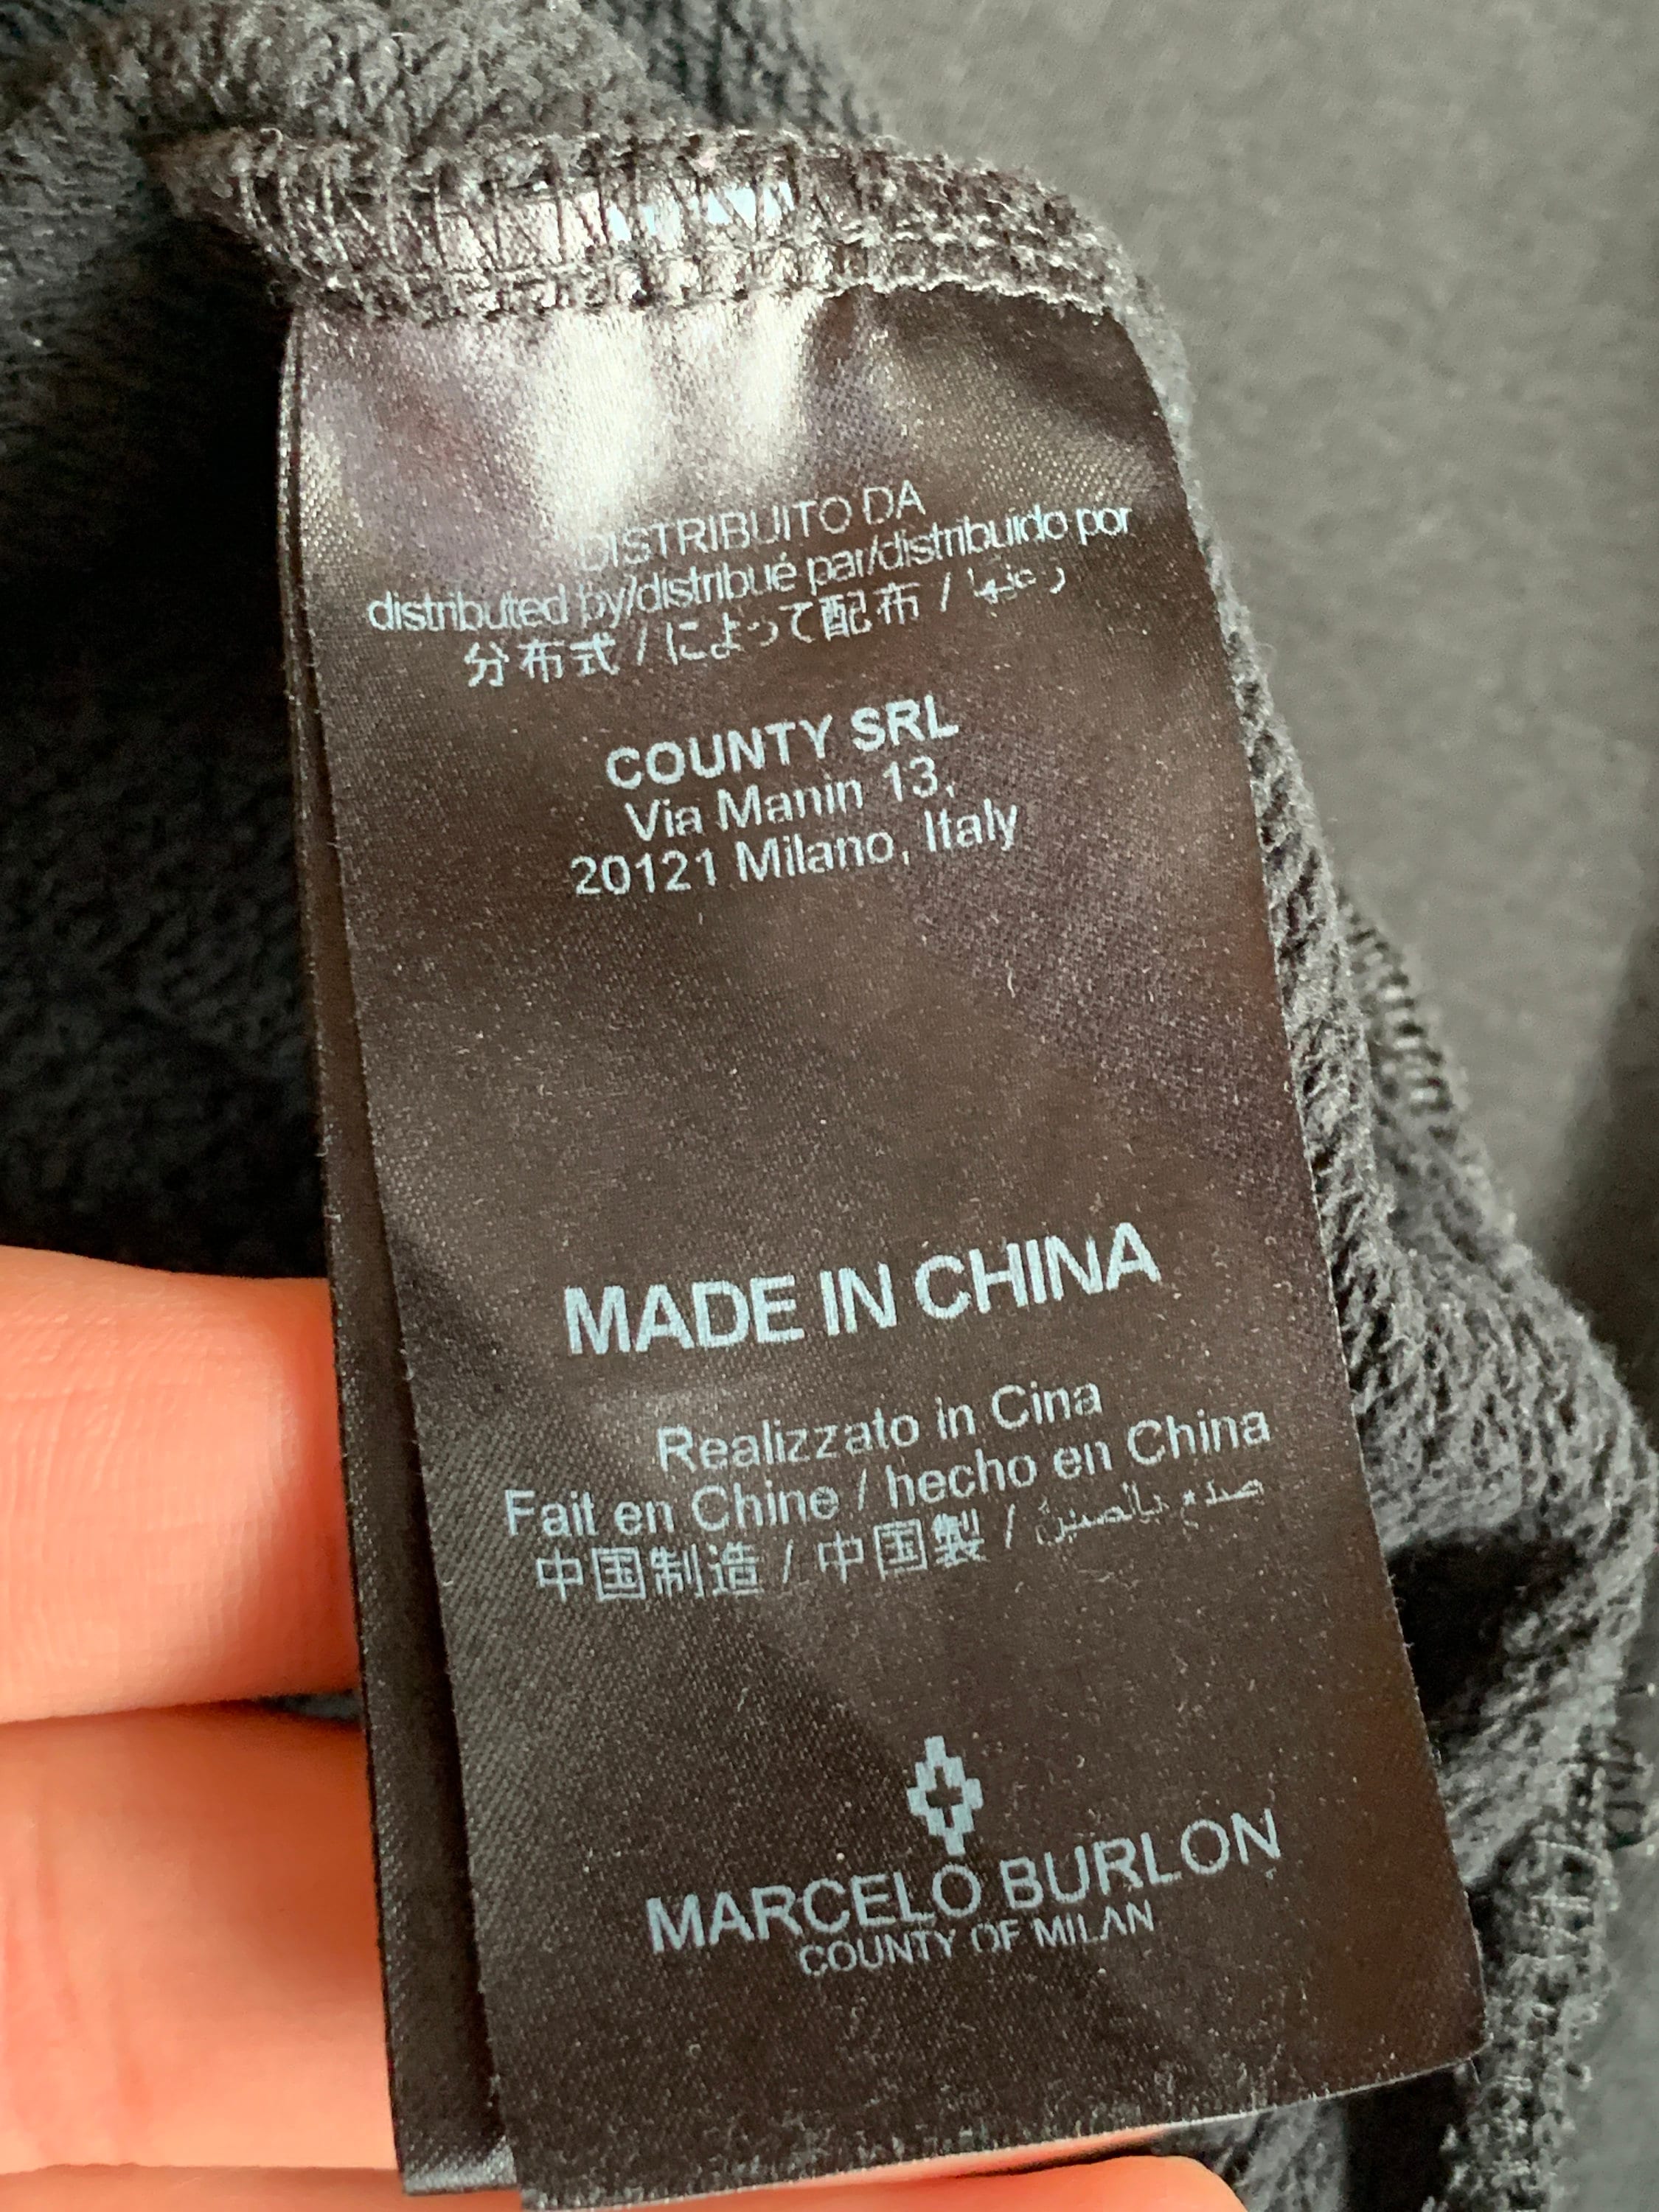 DISTRIBUITO DA
distributed by/distribué par/distribuído por
分布式 / によって配布 /
COUNTY SRL
Via Manin 13,
20121 Milano, Italy
MADE IN CHINA
Realizzato in Cina
Fait en Chine / hecho en China
中国制造 / 中国製 /
MARCELO BURLON
COUNTY OF MILAN